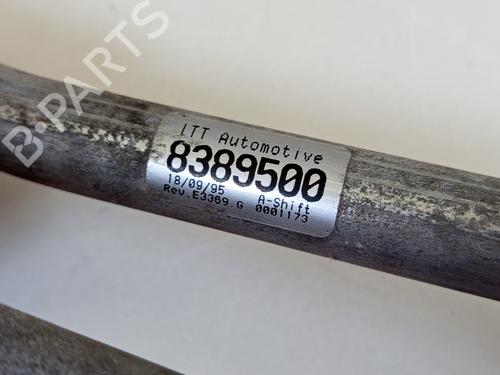 B-PARTS
ITT Automotive
8389500
18/09/95 A-Shift
Rev.E3369.G 0001173